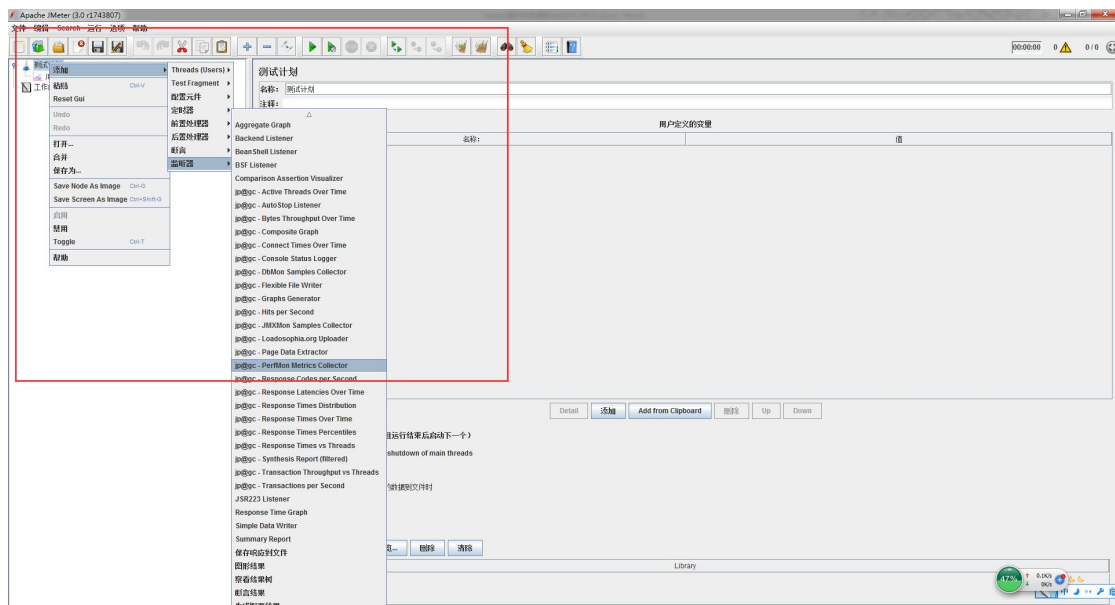 Apache JMeter (3.0 r1743807)
文件 编辑 Search 运行 选项 帮助
00:00:00 0 0 / 0
测试计划
添加
粘贴 Ctrl-V
Reset Gui
Undo
Redo
打开...
合并
保存为...
Save Node As Image Ctrl-G
Save Screen As Image Ctrl+Shift-G
启用
禁用
Toggle Ctrl-T
帮助
Threads (Users)
Test Fragment
配置元件
定时器
前置处理器
后置处理器
断言
监听器
Aggregate Graph
Backend Listener
BeanShell Listener
BSF Listener
Comparison Assertion Visualizer
jp@gc - Active Threads Over Time
jp@gc - AutoStop Listener
jp@gc - Bytes Throughput Over Time
jp@gc - Composite Graph
jp@gc - Connect Times Over Time
jp@gc - Console Status Logger
jp@gc - DbMon Samples Collector
jp@gc - Flexible File Writer
jp@gc - Graphs Generator
jp@gc - Hits per Second
jp@gc - JMXMon Samples Collector
jp@gc - Loadosophia.org Uploader
jp@gc - Page Data Extractor
jp@gc - PerfMon Metrics Collector
jp@gc - Response Codes per Second
jp@gc - Response Latencies Over Time
jp@gc - Response Times Distribution
jp@gc - Response Times Over Time
jp@gc - Response Times Percentiles
jp@gc - Response Times vs Threads
jp@gc - Synthesis Report (filtered)
jp@gc - Transaction Throughput vs Threads
jp@gc - Transactions per Second
JSR223 Listener
Response Time Graph
Simple Data Writer
Summary Report
保存响应到文件
图形结果
察看结果树
断言结果
测试计划
名称: 测试计划
注释:
用户定义的变量
名称: 值
Detail 添加 Add from Clipboard 删除 Up Down
组运行结束后启动下一个)
shutdown of main threads
的数据到文件时
览... 删除 清除
Library
47% 0.1K/s
0K/s
中